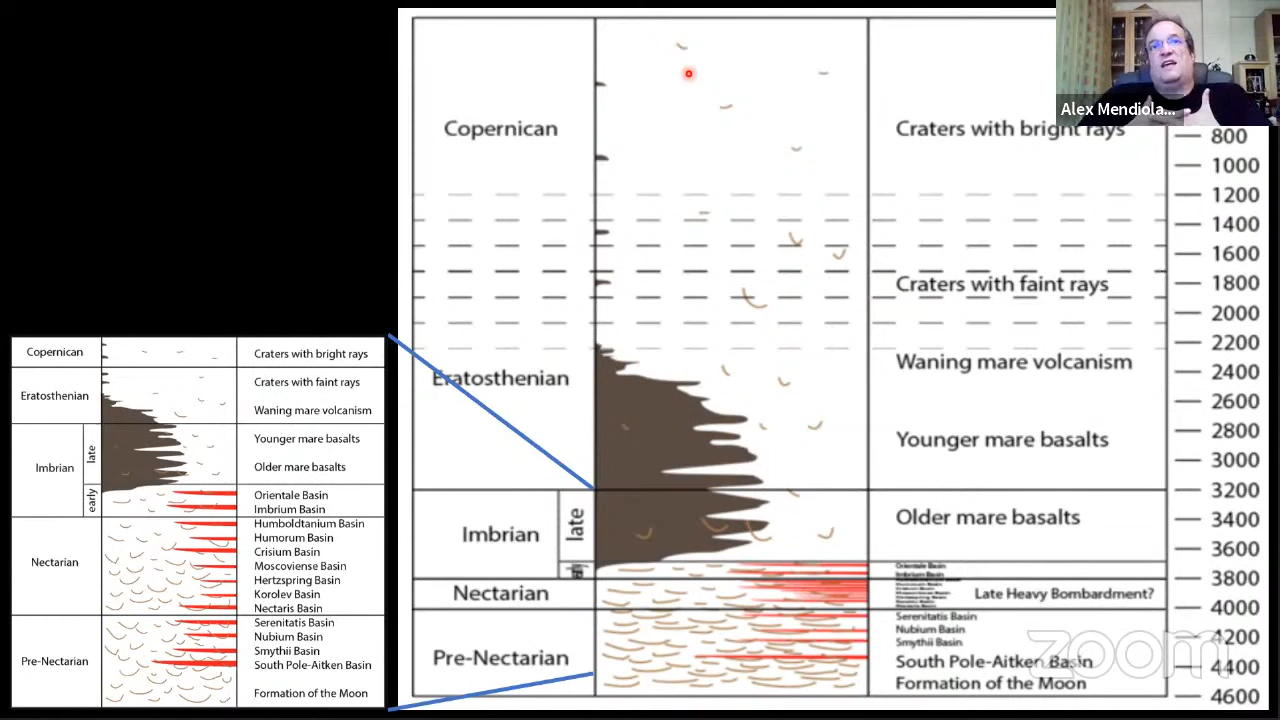 Alex Mendiola...
Copernican
Craters with bright rays
800
1000
1200
1400
1600
Craters with faint rays
1800
2000
2200
Waning mare volcanism
Eratosthenian
2400
2600
Younger mare basalts
2800
3000
3200
Older mare basalts
Imbrian
late
3400
3600
Orientale Basin
Imbrium Basin
3800
Nectarian
Late Heavy Bombardment?
4000
Serenitatis Basin
Nubium Basin
4200
Smythii Basin
Pre-Nectarian
South Pole-Aitken Basin
4400
Formation of the Moon
4600
zoom
Copernican
Craters with bright rays
Eratosthenian
Craters with faint rays
Waning mare volcanism
Imbrian
late
Younger mare basalts
Older mare basalts
early
Orientale Basin
Imbrium Basin
Nectarian
Humboldtanium Basin
Humorum Basin
Crisium Basin
Moscoviense Basin
Hertzspring Basin
Korolev Basin
Nectaris Basin
Pre-Nectarian
Serenitatis Basin
Nubium Basin
Smythii Basin
South Pole-Aitken Basin
Formation of the Moon